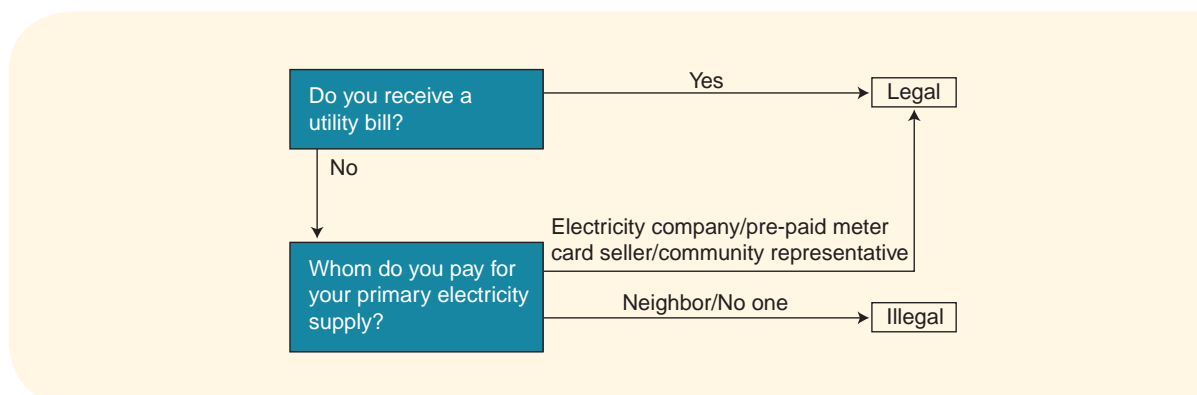 Do you receive a
utility bill?
Yes
Legal
No
Electricity company/pre-paid meter
card seller/community representative
Whom do you pay for
your primary electricity
supply?
Neighbor/No one
Illegal